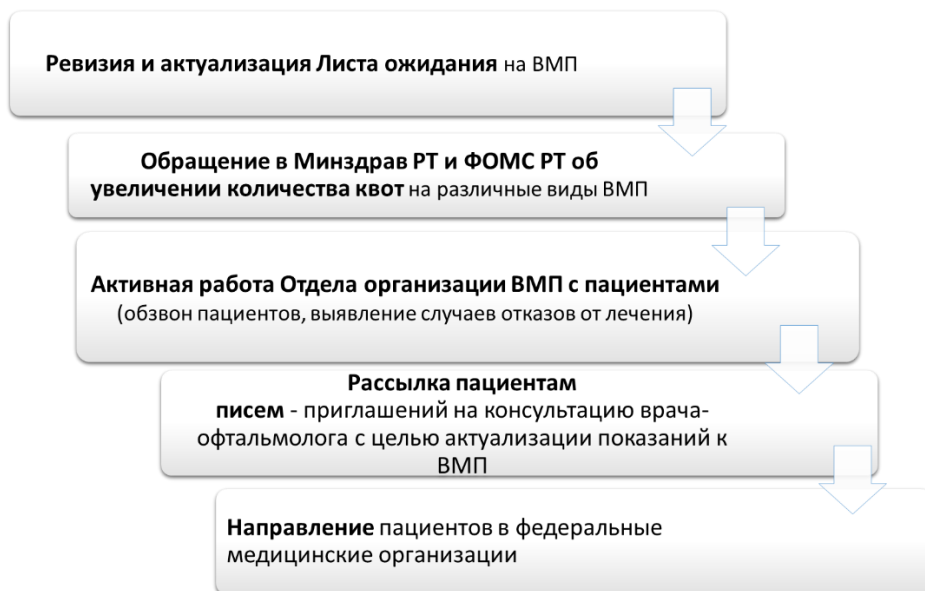 Ревизия и актуализация Листа ожидания на ВМП
Обращение в Минздрав РТ и ФОМС РТ об
увеличении количества квот на различные виды ВМП
Активная работа Отдела организации ВМП с пациентами
(обзвон пациентов, выявление случаев отказов от лечения)
Рассылка пациентам
писем - приглашений на консультацию врача-
офтальмолога с целью актуализации показаний к
ВМП
Направление пациентов в федеральные
медицинские организации